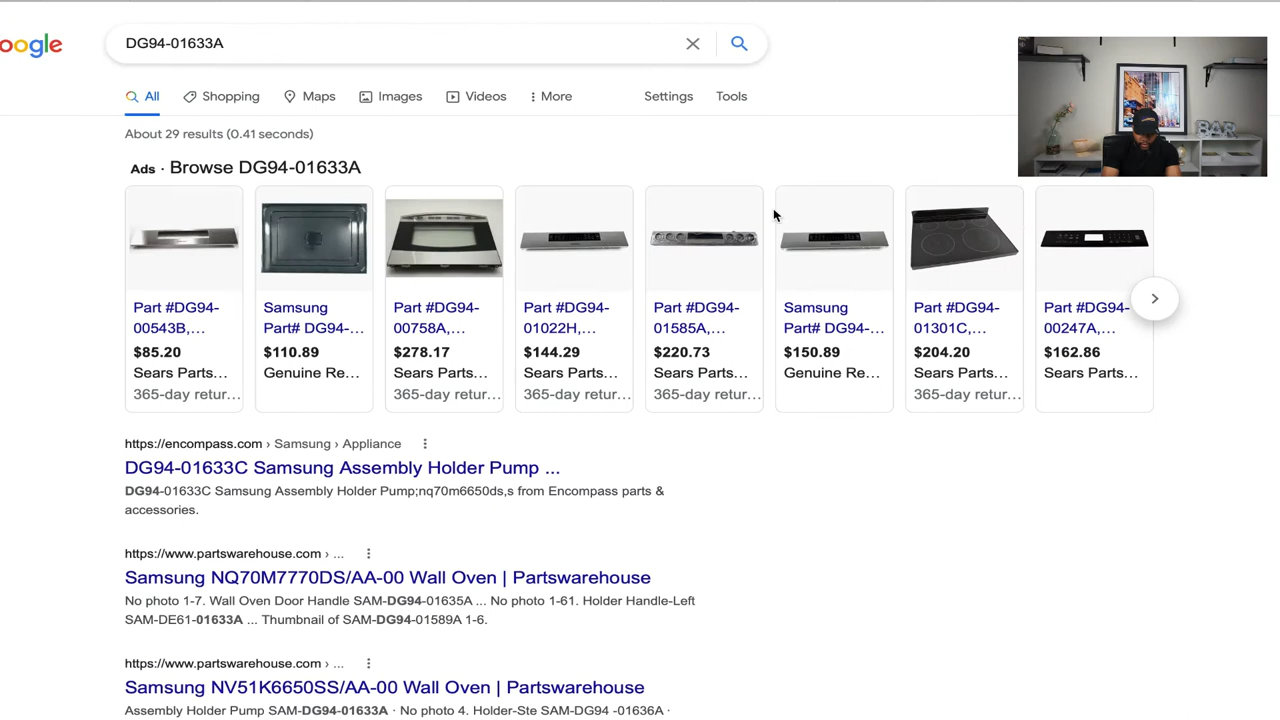 oogle
DG94-01633A
All Shopping Maps Images Videos More Settings Tools
About 29 results (0.41 seconds)
Ads · Browse DG94-01633A
Part #DG94-
00543B,...
$85.20
Sears Parts...
365-day retur...
Samsung
Part# DG94-...
$110.89
Genuine Re...
Part #DG94-
00758A,...
$278.17
Sears Parts...
365-day retur...
Part #DG94-
01022H,...
$144.29
Sears Parts...
365-day retur...
Part #DG94-
01585A,...
$220.73
Sears Parts...
365-day retur...
Samsung
Part# DG94-...
$150.89
Genuine Re...
Part #DG94-
01301C,...
$204.20
Sears Parts...
365-day retur...
Part #DG94-
00247A,...
$162.86
Sears Parts...
https://encompass.com › Samsung › Appliance
DG94-01633C Samsung Assembly Holder Pump ...
DG94-01633C Samsung Assembly Holder Pump;nq70m6650ds,s from Encompass parts &
accessories.
https://www.partswarehouse.com › ...
Samsung NQ70M7770DS/AA-00 Wall Oven | Partswarehouse
No photo 1-7. Wall Oven Door Handle SAM-DG94-01635A ... No photo 1-61. Holder Handle-Left
SAM-DE61-01633A ... Thumbnail of SAM-DG94-01589A 1-6.
https://www.partswarehouse.com › ...
Samsung NV51K6650SS/AA-00 Wall Oven | Partswarehouse
Assembly Holder Pump SAM-DG94-01633A · No photo 4. Holder-Ste SAM-DG94 -01636A ·
BAR